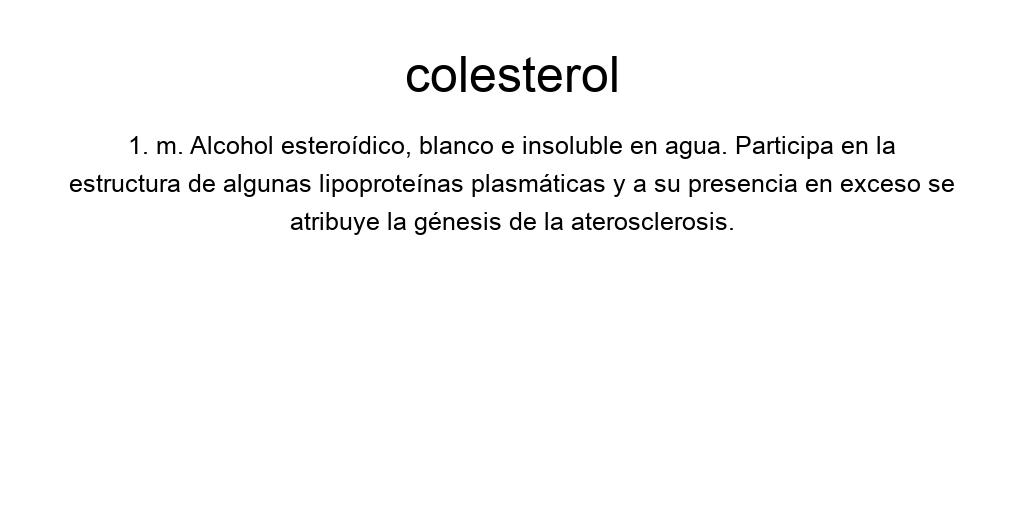 colesterol
1. m. Alcohol esteroídico, blanco e insoluble en agua. Participa en la
estructura de algunas lipoproteínas plasmáticas y a su presencia en exceso se
atribuye la génesis de la aterosclerosis.